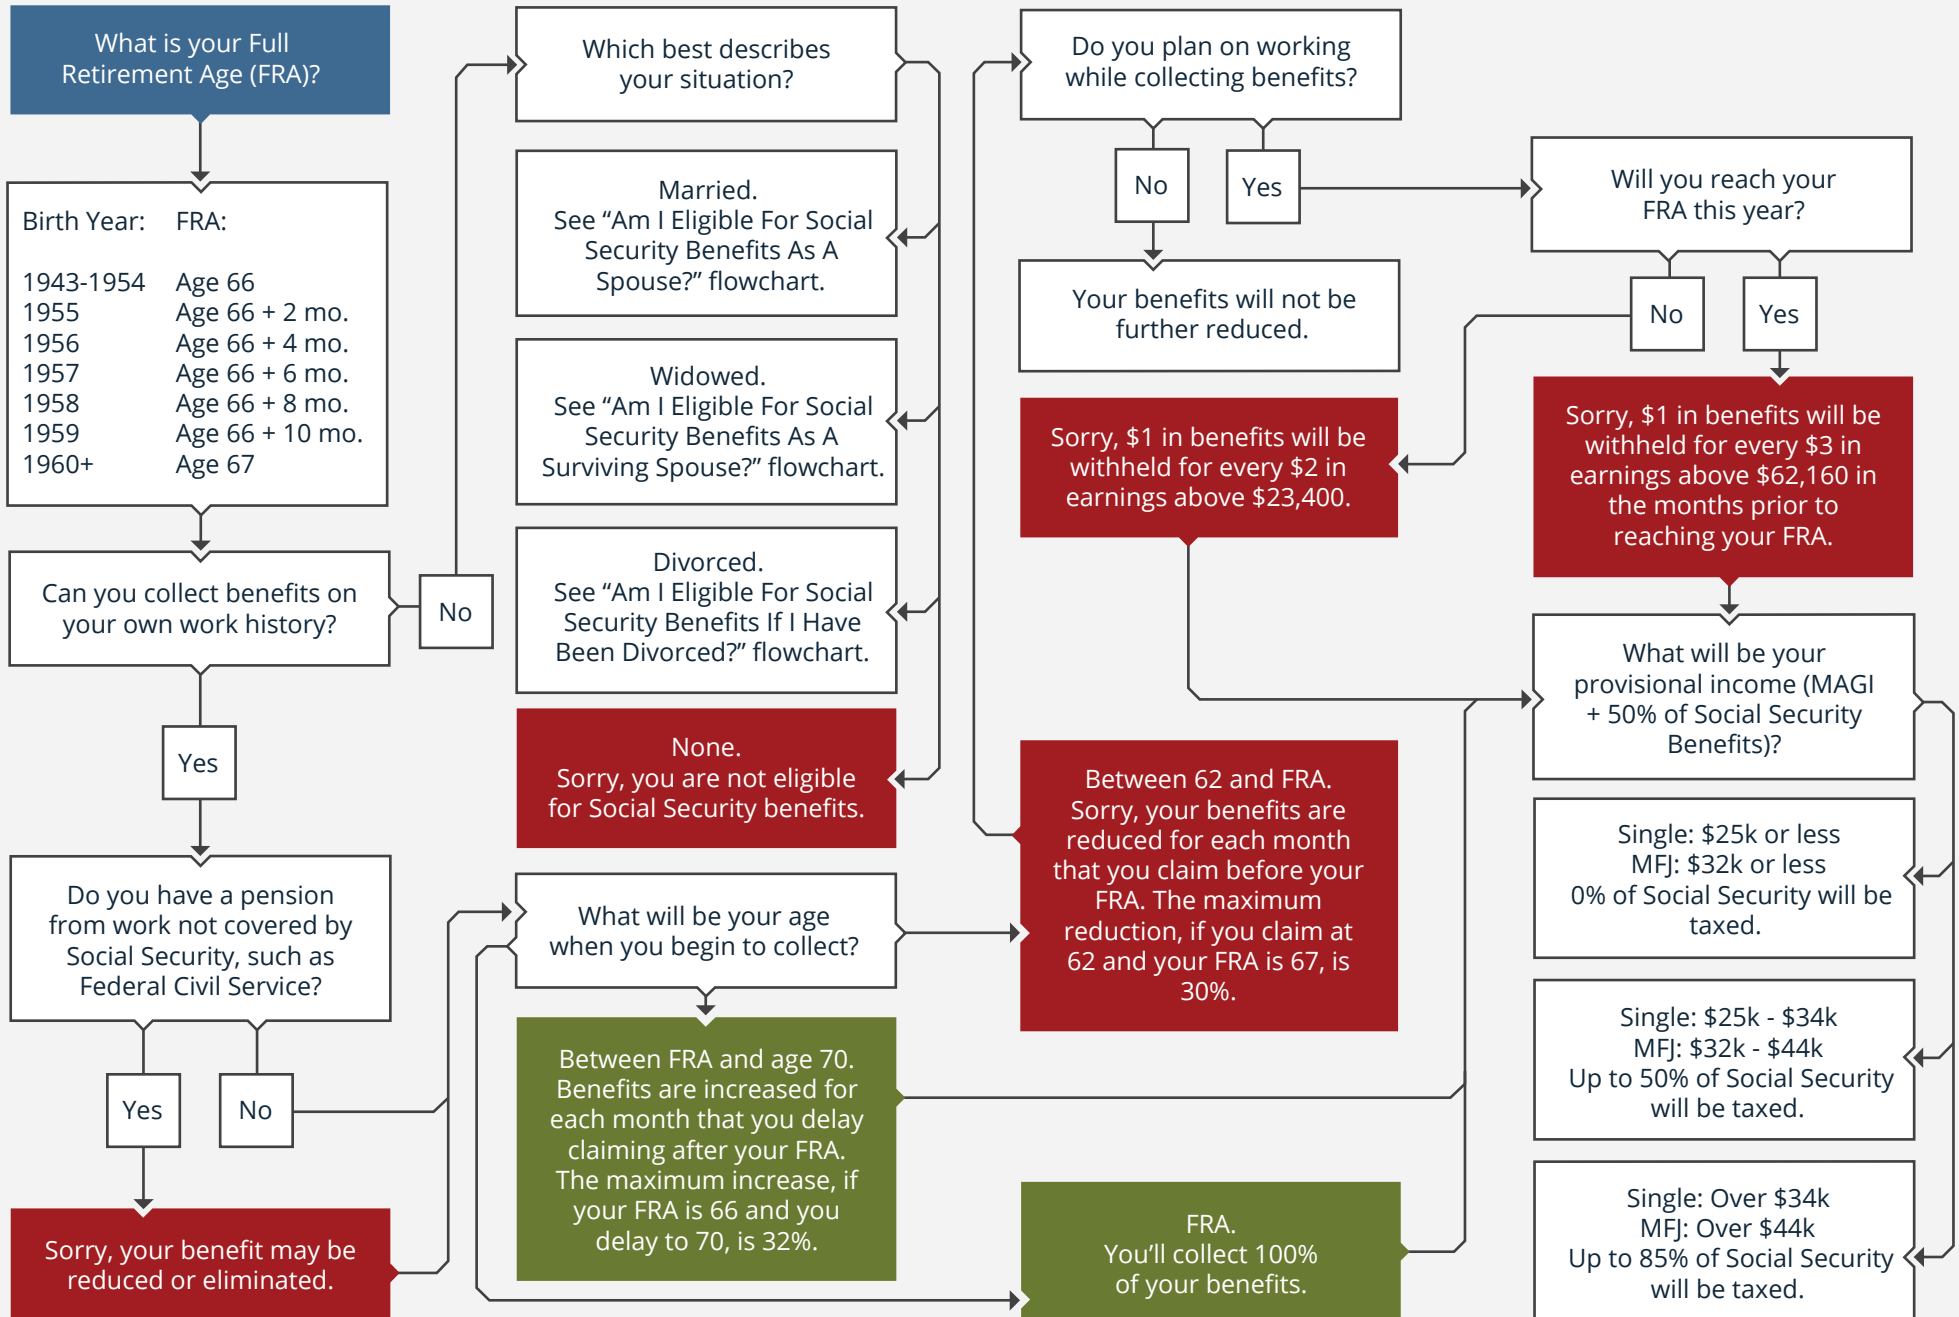 What is your Full
Retirement Age (FRA)?
Birth Year: FRA:
1943-1954 Age 66
1955 Age 66 + 2 mo.
1956 Age 66 + 4 mo.
1957 Age 66 + 6 mo.
1958 Age 66 + 8 mo.
1959 Age 66 + 10 mo.
1960+ Age 67
Can you collect benefits on
your own work history?
No
Yes
Do you have a pension
from work not covered by
Social Security, such as
Federal Civil Service?
Yes
No
Sorry, your benefit may be
reduced or eliminated.
Which best describes
your situation?
Married.
See “Am I Eligible For Social
Security Benefits As A
Spouse?” flowchart.
Widowed.
See “Am I Eligible For Social
Security Benefits As A
Surviving Spouse?” flowchart.
Divorced.
See “Am I Eligible For Social
Security Benefits If I Have
Been Divorced?” flowchart.
None.
Sorry, you are not eligible
for Social Security benefits.
What will be your age
when you begin to collect?
Between FRA and age 70.
Benefits are increased for
each month that you delay
claiming after your FRA.
The maximum increase, if
your FRA is 66 and you
delay to 70, is 32%.
Do you plan on working
while collecting benefits?
No
Yes
Your benefits will not be
further reduced.
Sorry, $1 in benefits will be
withheld for every $2 in
earnings above $23,400.
Between 62 and FRA.
Sorry, your benefits are
reduced for each month
that you claim before your
FRA. The maximum
reduction, if you claim at
62 and your FRA is 67, is
30%.
FRA.
You’ll collect 100%
of your benefits.
Will you reach your
FRA this year?
No
Yes
Sorry, $1 in benefits will be
withheld for every $3 in
earnings above $62,160 in
the months prior to
reaching your FRA.
What will be your
provisional income (MAGI
+ 50% of Social Security
Benefits)?
Single: $25k or less
MFJ: $32k or less
0% of Social Security will be
taxed.
Single: $25k - $34k
MFJ: $32k - $44k
Up to 50% of Social Security
will be taxed.
Single: Over $34k
MFJ: Over $44k
Up to 85% of Social Security
will be taxed.